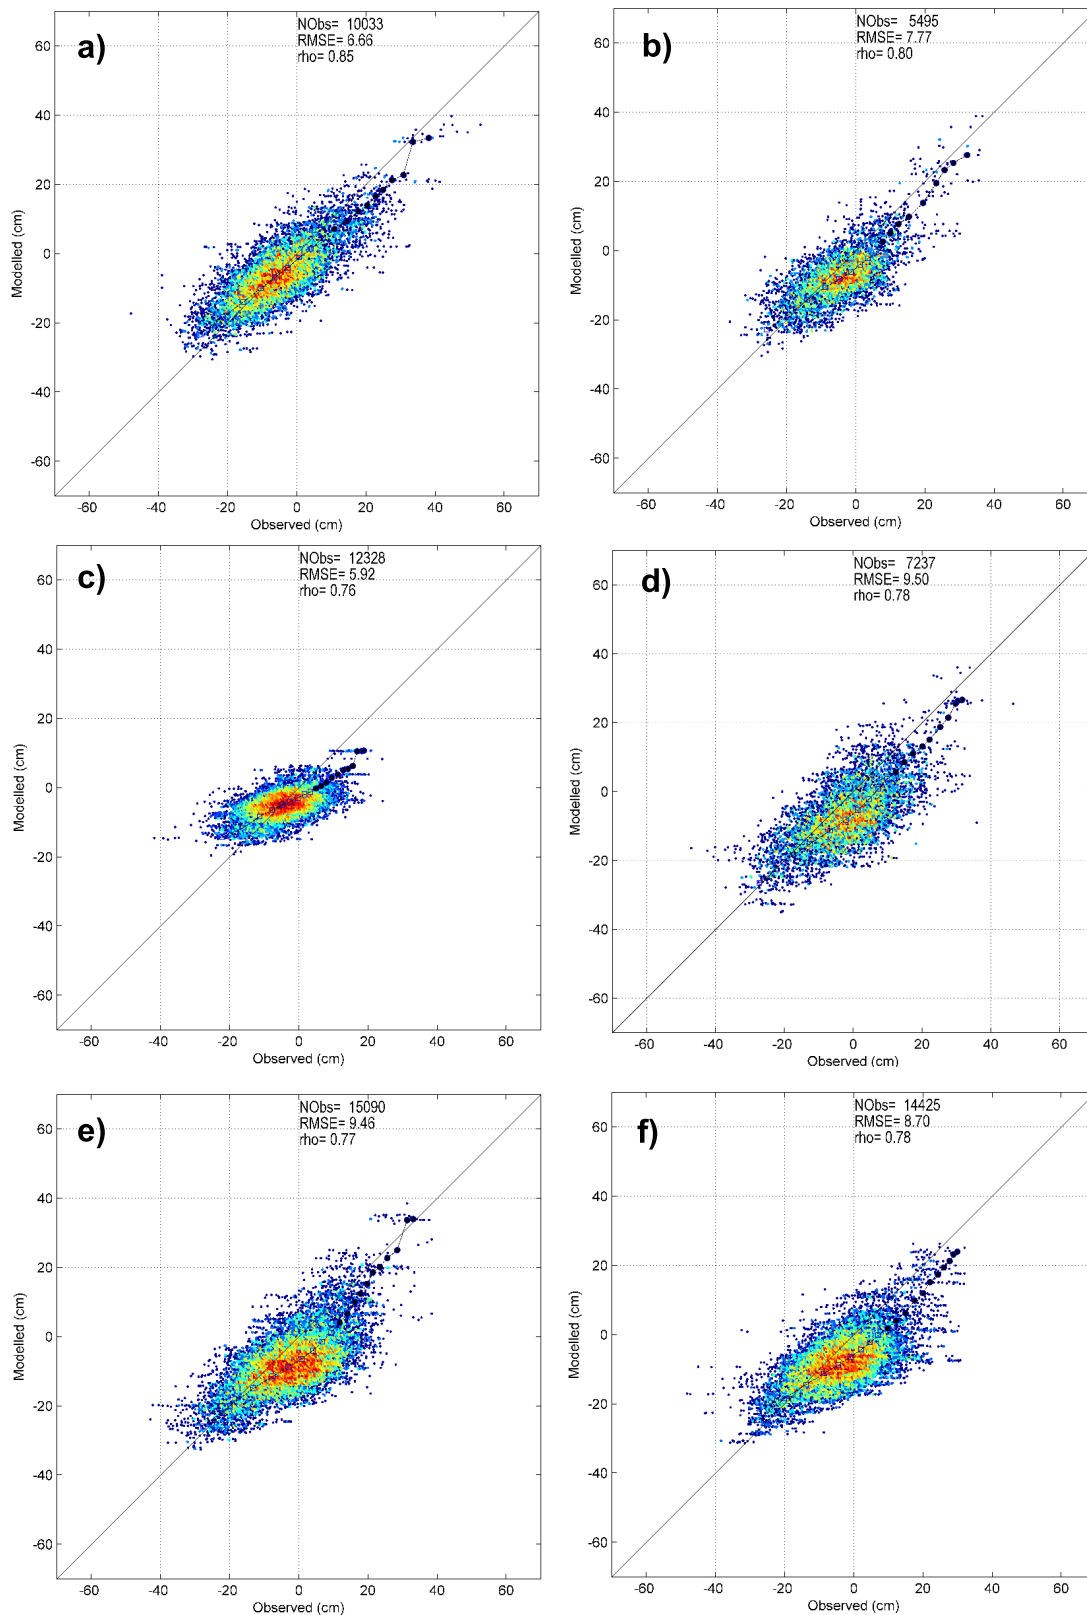 a)
NObs= 10033
RMSE= 6.66
rho= 0.85
60
40
20
0
-20
-40
-60
Modelled (cm)
-60 -40 -20 0 20 40 60
Observed (cm)
b)
NObs= 5495
RMSE= 7.77
rho= 0.80
60
40
20
0
-20
-40
-60
Modelled (cm)
-60 -40 -20 0 20 40 60
Observed (cm)
c)
NObs= 12328
RMSE= 5.92
rho= 0.76
60
40
20
0
-20
-40
-60
Modelled (cm)
-60 -40 -20 0 20 40 60
Observed (cm)
d)
NObs= 7237
RMSE= 9.50
rho= 0.78
60
40
20
0
-20
-40
-60
Modelled (cm)
-60 -40 -20 0 20 40 60
Observed (cm)
e)
NObs= 15090
RMSE= 9.46
rho= 0.77
60
40
20
0
-20
-40
-60
Modelled (cm)
-60 -40 -20 0 20 40 60
Observed (cm)
f)
NObs= 14425
RMSE= 8.70
rho= 0.78
60
40
20
0
-20
-40
-60
Modelled (cm)
-60 -40 -20 0 20 40 60
Observed (cm)